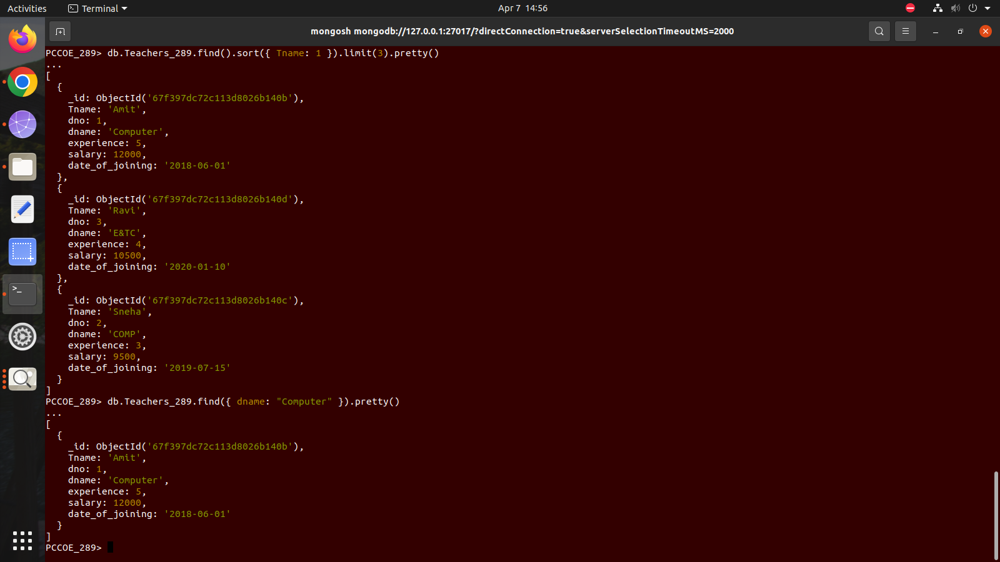 Activities
Terminal
Apr 7 14:56
mongosh mongodb://127.0.0.1:27017/?directConnection=true&serverSelectionTimeoutMS=2000
PCCOE_289> db.Teachers_289.find().sort({ Tname: 1 }).limit(3).pretty()
...
[
  {
    _id: ObjectId('67f397dc72c113d8026b140b'),
    Tname: 'Amit',
    dno: 1,
    dname: 'Computer',
    experience: 5,
    salary: 12000,
    date_of_joining: '2018-06-01'
  },
  {
    _id: ObjectId('67f397dc72c113d8026b140d'),
    Tname: 'Ravi',
    dno: 3,
    dname: 'E&TC',
    experience: 4,
    salary: 10500,
    date_of_joining: '2020-01-10'
  },
  {
    _id: ObjectId('67f397dc72c113d8026b140c'),
    Tname: 'Sneha',
    dno: 2,
    dname: 'COMP',
    experience: 3,
    salary: 9500,
    date_of_joining: '2019-07-15'
  }
]
PCCOE_289> db.Teachers_289.find({ dname: "Computer" }).pretty()
...
[
  {
    _id: ObjectId('67f397dc72c113d8026b140b'),
    Tname: 'Amit',
    dno: 1,
    dname: 'Computer',
    experience: 5,
    salary: 12000,
    date_of_joining: '2018-06-01'
  }
]
PCCOE_289>